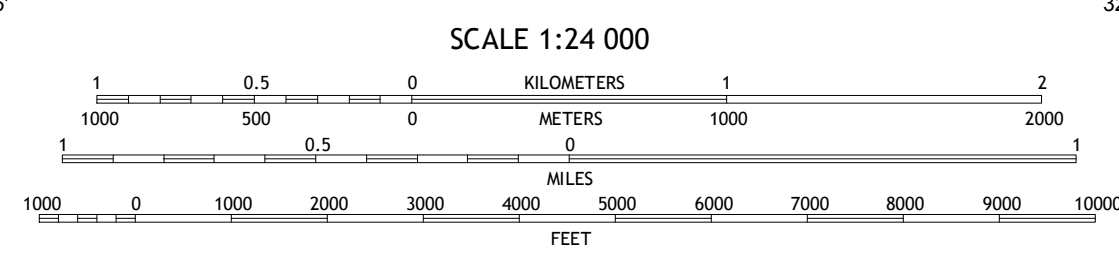 SCALE 1:24 000
1 0.5 0 KILOMETERS 1 2
1000 500 0 METERS 1000 2000
1 0.5 0 1
MILES
1000 0 1000 2000 3000 4000 5000 6000 7000 8000 9000 10000
FEET